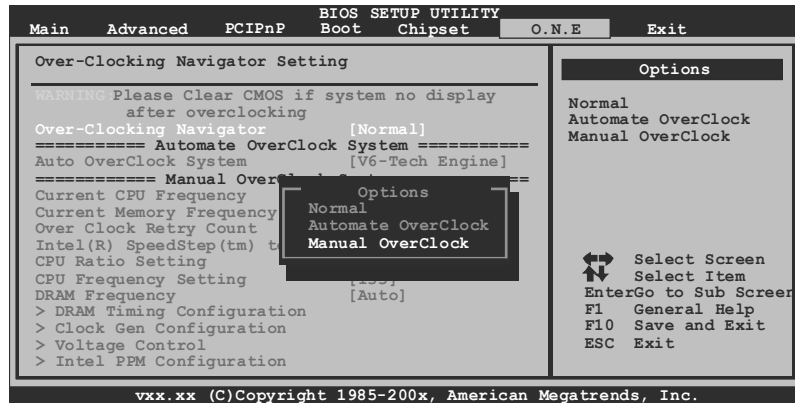 BIOS SETUP UTILITY
Main Advanced PCIPnP Boot Chipset O.N.E Exit
Over-Clocking Navigator Setting
WARNING:Please Clear CMOS if system no display
after overclocking
Over-Clocking Navigator [Normal]
=========== Automate OverClock System ===========
Auto OverClock System [V6-Tech Engine]
============ Manual Over ==
Current CPU Frequency
Current Memory Frequency
Over Clock Retry Count
Intel(R) SpeedStep(tm)
CPU Ratio Setting
CPU Frequency Setting
DRAM Frequency [Auto]
> DRAM Timing Configuration
> Clock Gen Configuration
> Voltage Control
> Intel PPM Configuration
Options
Normal
Automate OverClock
Manual OverClock
Options
Normal
Automate OverClock
Manual OverClock
Select Screen
Select Item
EnterGo to Sub Screen
F1 General Help
F10 Save and Exit
ESC Exit
vxx.xx (C)Copyright 1985-200x, American Megatrends, Inc.